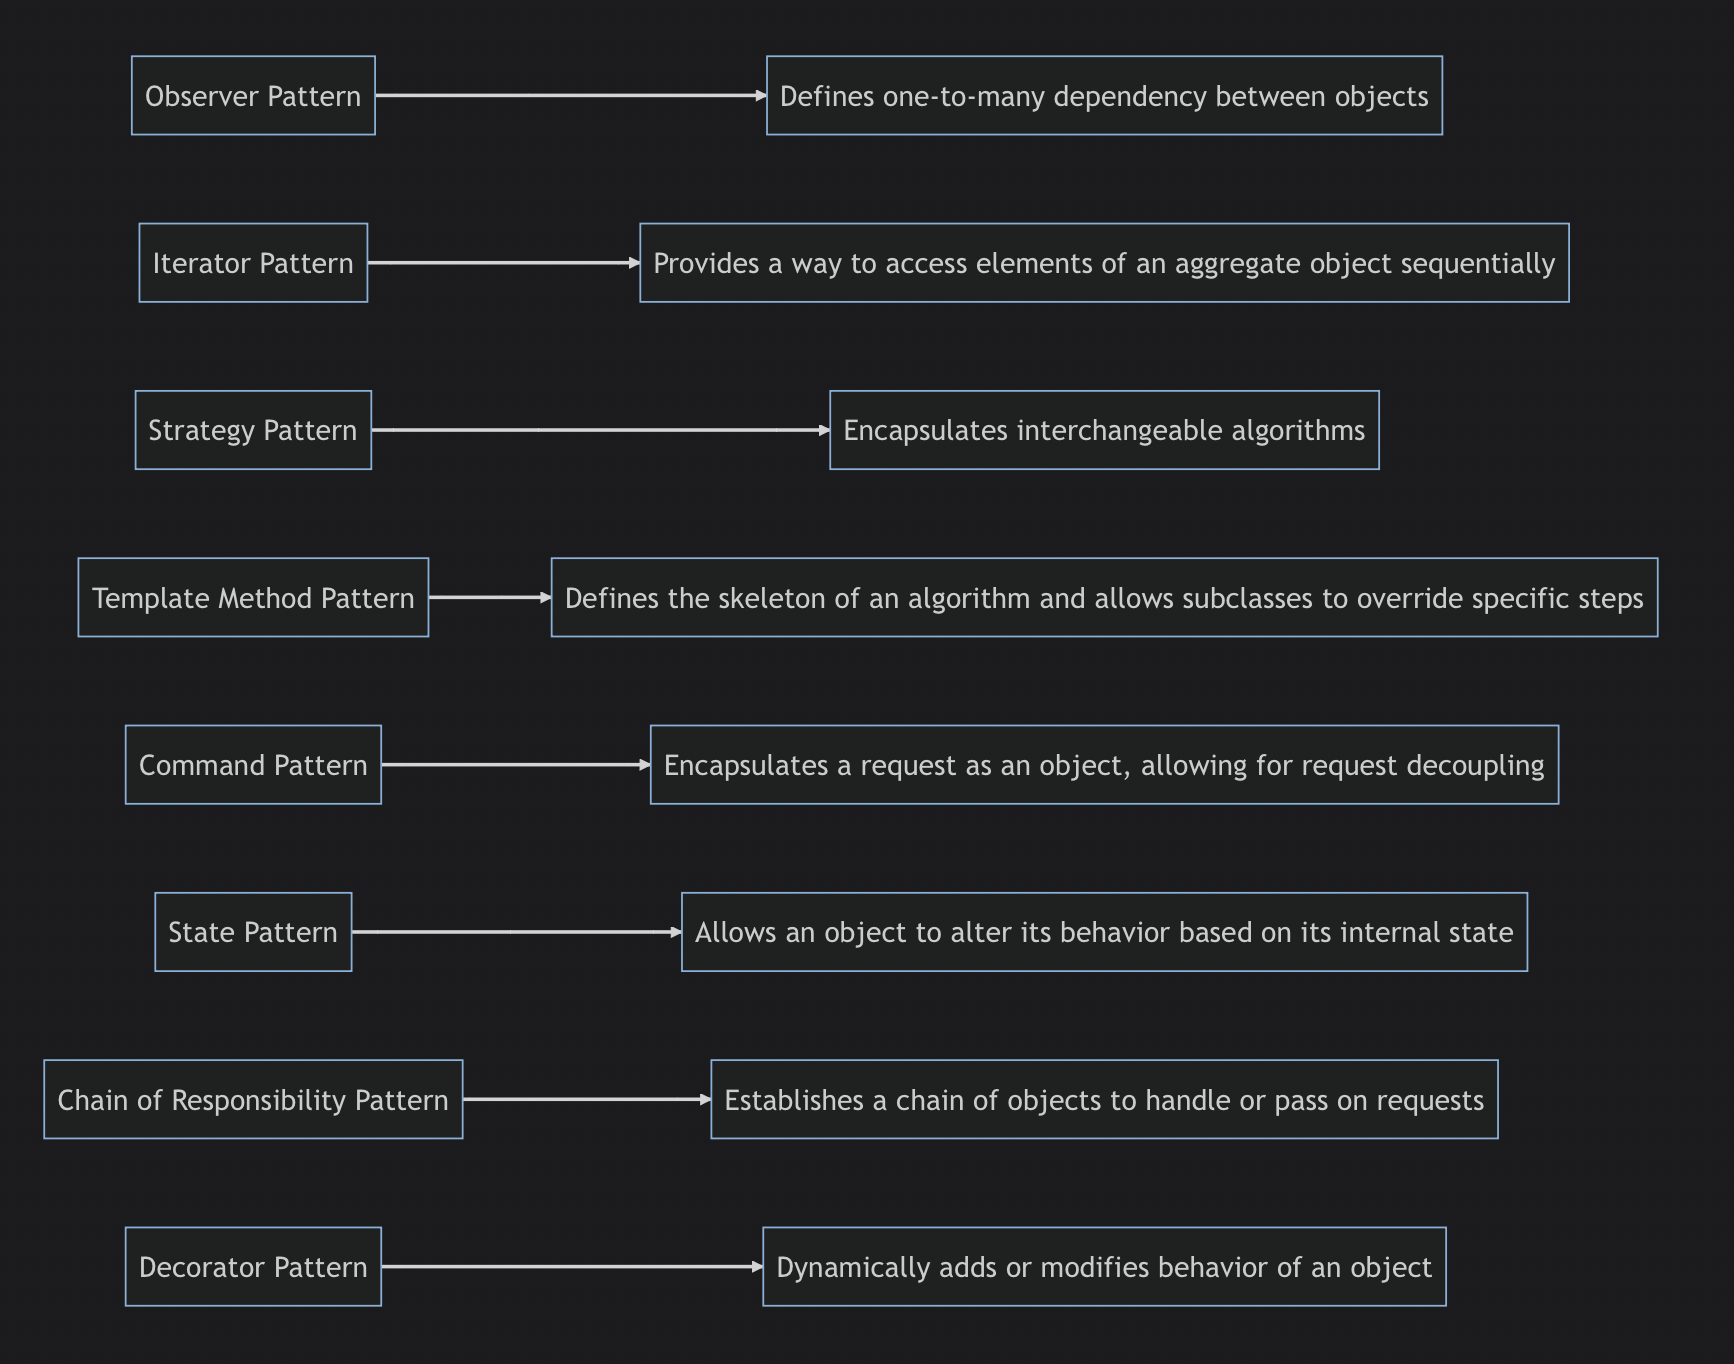 Observer Pattern
Defines one-to-many dependency between objects
Iterator Pattern
Provides a way to access elements of an aggregate object sequentially
Strategy Pattern
Encapsulates interchangeable algorithms
Template Method Pattern
Defines the skeleton of an algorithm and allows subclasses to override specific steps
Command Pattern
Encapsulates a request as an object, allowing for request decoupling
State Pattern
Allows an object to alter its behavior based on its internal state
Chain of Responsibility Pattern
Establishes a chain of objects to handle or pass on requests
Decorator Pattern
Dynamically adds or modifies behavior of an object